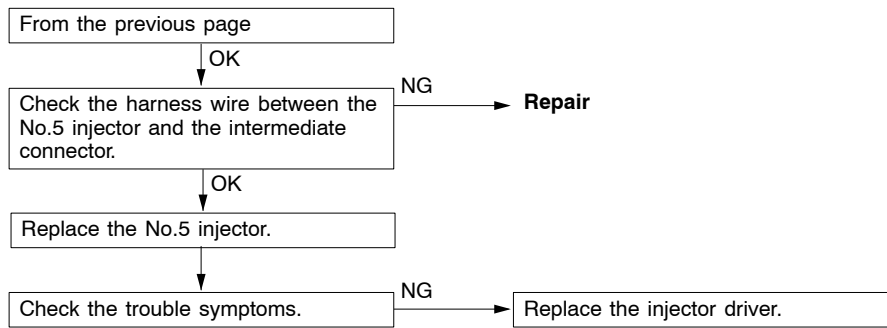 From the previous page
OK
Check the harness wire between the
No.5 injector and the intermediate
connector.
NG
Repair
OK
Replace the No.5 injector.
Check the trouble symptoms.
NG
Replace the injector driver.